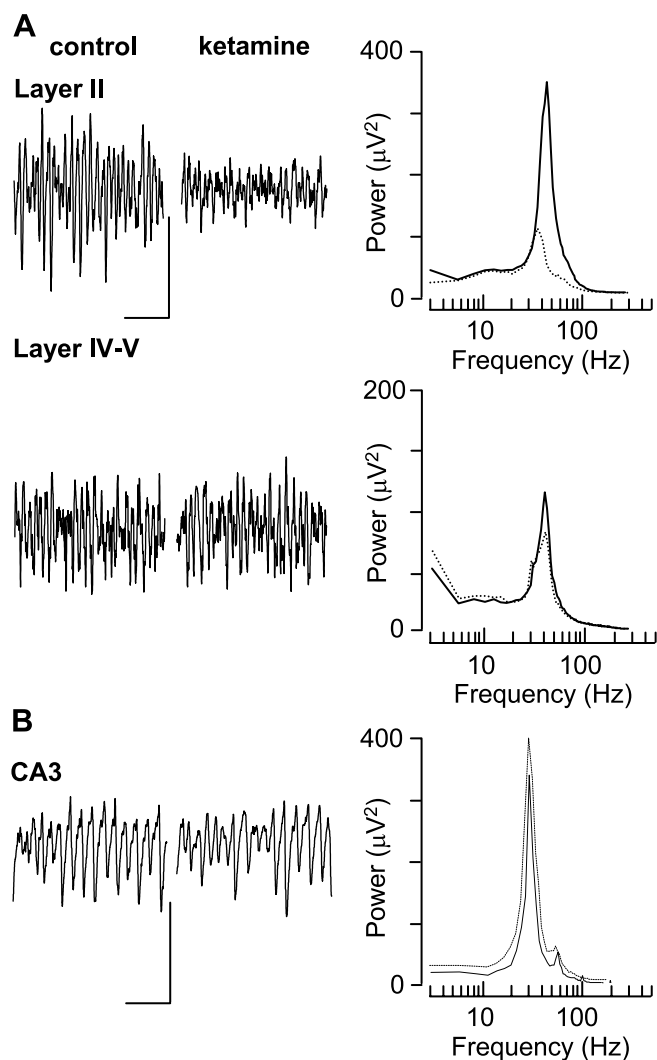 A
control ketamine
Layer II
400
Power (µV²)
0
10 100
Frequency (Hz)
Layer IV-V
200
Power (µV²)
0
10 100
Frequency (Hz)
B
CA3
400
Power (µV²)
0
10 100
Frequency (Hz)